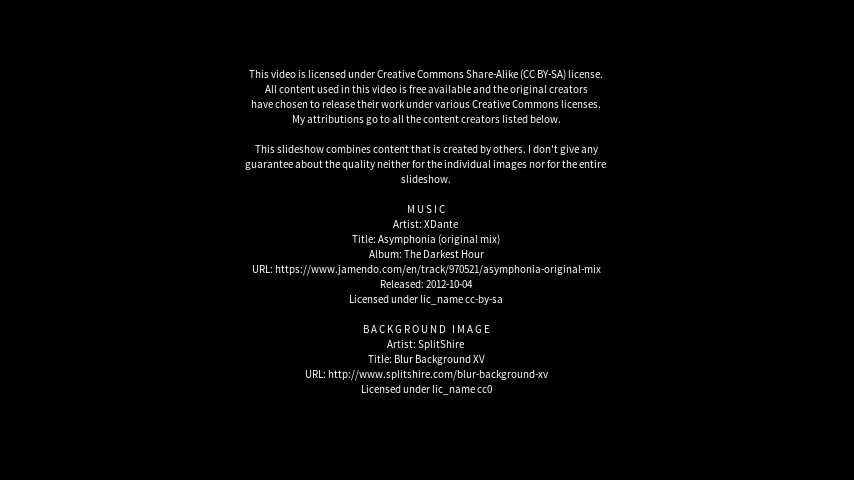 This video is licensed under Creative Commons Share-Alike (CC BY-SA) license.
All content used in this video is free available and the original creators
have chosen to release their work under various Creative Commons licenses.
My attributions go to all the content creators listed below.
This slideshow combines content that is created by others. I don't give any
guarantee about the quality neither for the individual images nor for the entire
slideshow.
MUSIC
Artist: XDante
Title: Asymphonia (original mix)
Album: The Darkest Hour
URL: https://www.jamendo.com/en/track/970521/asymphonia-original-mix
Released: 2012-10-04
Licensed under lic_name cc-by-sa
BACKGROUND IMAGE
Artist: SplitShire
Title: Blur Background XV
URL: http://www.splitshire.com/blur-background-xv
Licensed under lic_name cc0